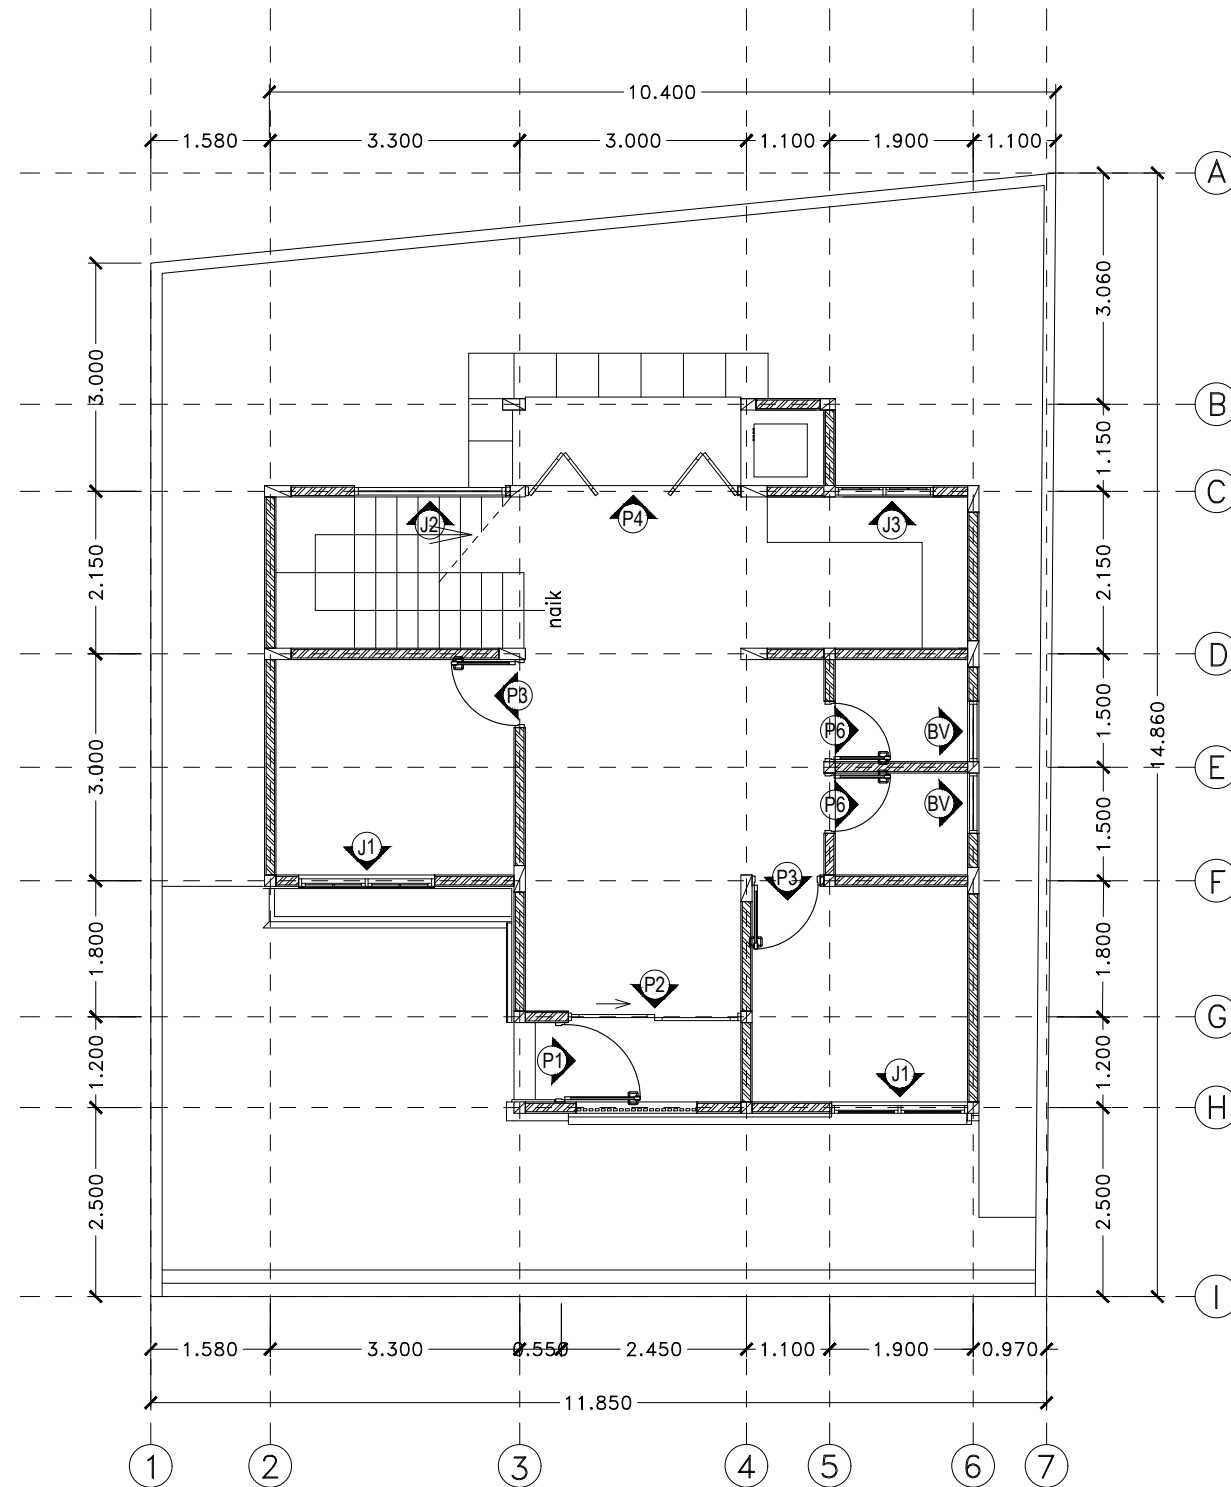 10.400
1.580 3.300 3.000 1.100 1.900 1.100
A
3.060
3.000
B
1.150
C
J2 P4 J3
2.150 2.150
naik
D
P3
1.500
P6 BV
14.860
E
3.000
P6 BV
1.500
J1 P3
F
1.800 1.800
P2
G
1.200 P1 J1 1.200
H
2.500 2.500
I
1.580 3.300 0.550 2.450 1.100 1.900 0.970
11.850
1 2 3 4 5 6 7